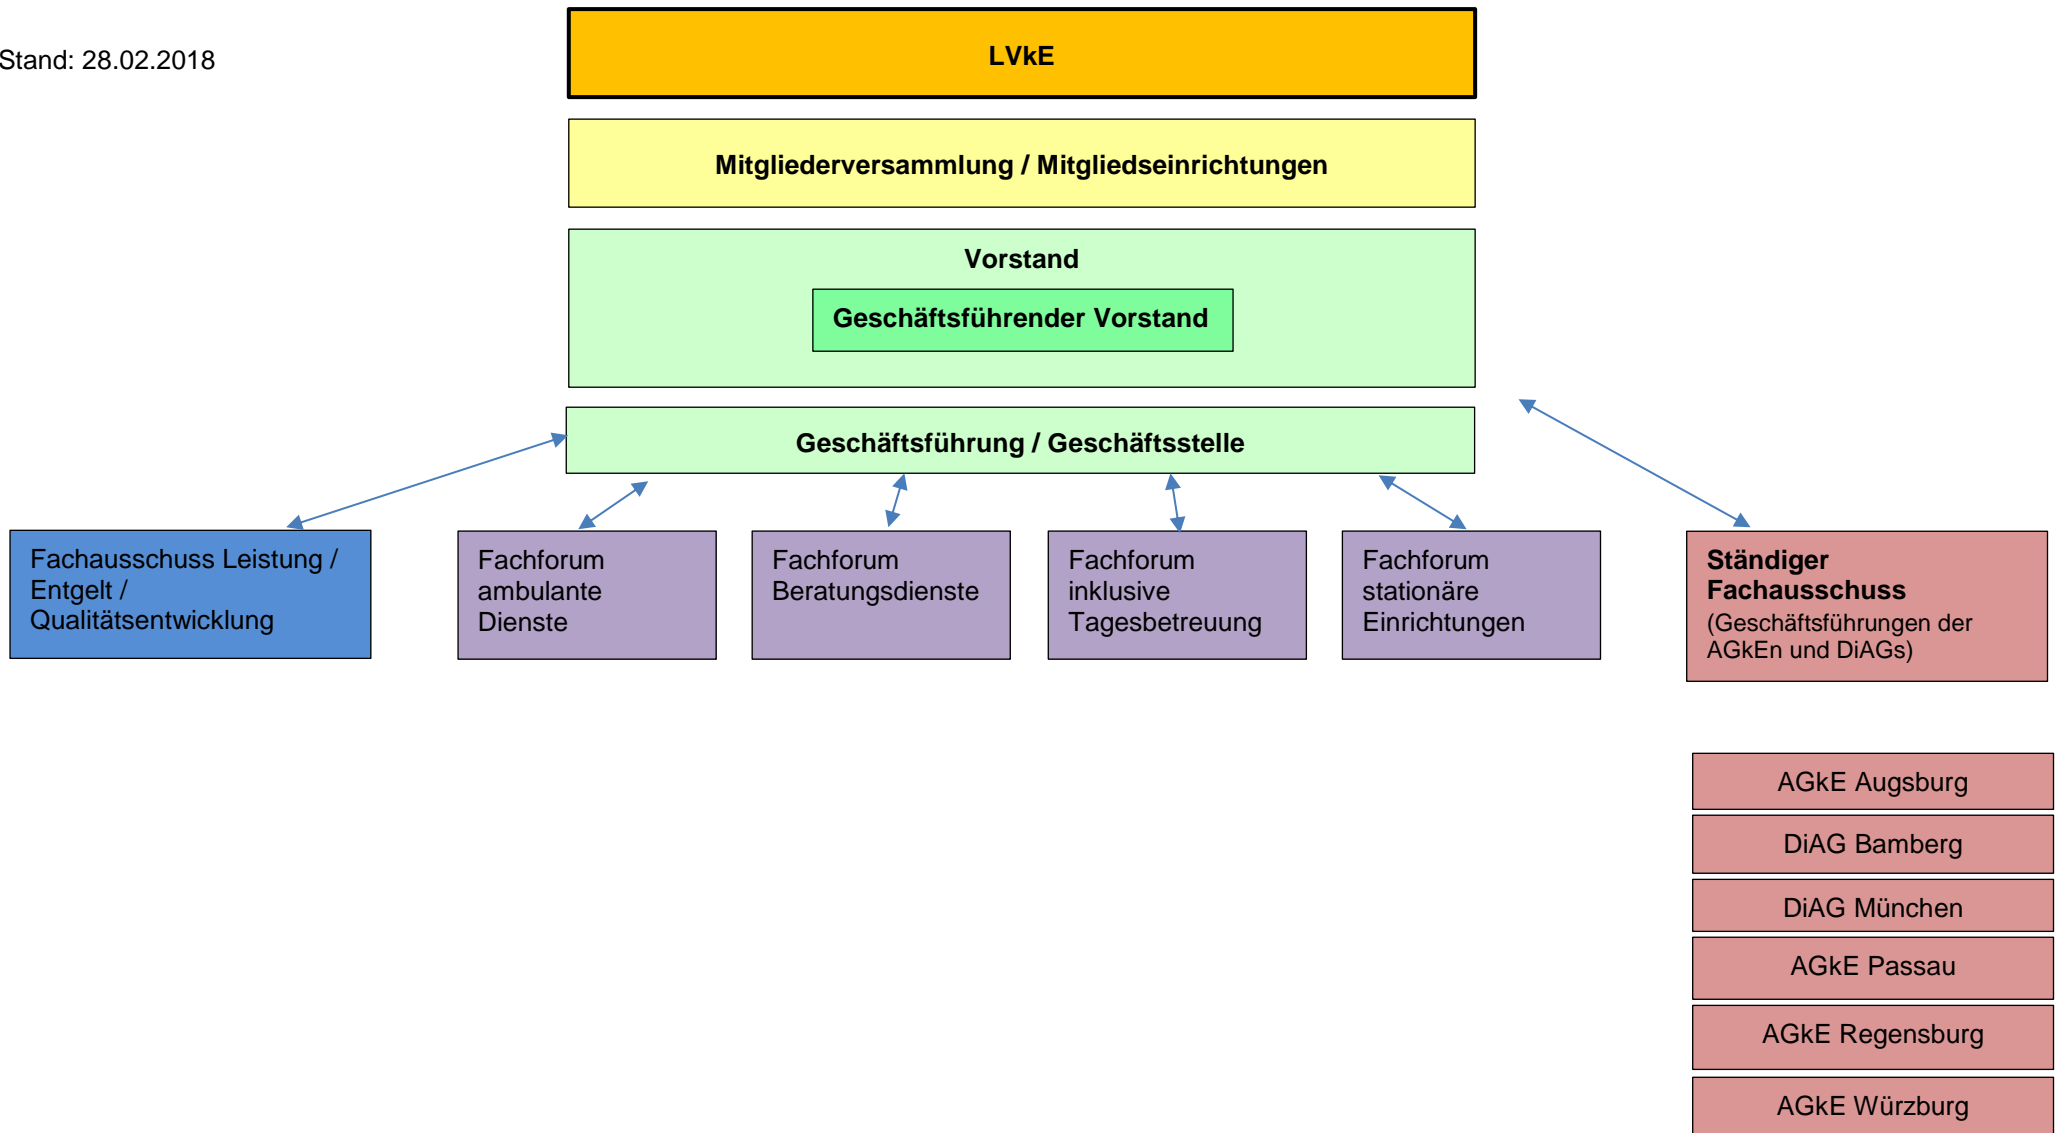 Stand: 28.02.2018
LVkE
Mitgliederversammlung / Mitgliedseinrichtungen
Vorstand
Geschäftsführender Vorstand
Geschäftsführung / Geschäftsstelle
Fachausschuss Leistung /
Entgelt /
Qualitätsentwicklung
Fachforum
ambulante
Dienste
Fachforum
Beratungsdienste
Fachforum
inklusive
Tagesbetreuung
Fachforum
stationäre
Einrichtungen
Ständiger
Fachausschuss
(Geschäftsführungen der
AGkEn und DiAGs)
AGkE Augsburg
DiAG Bamberg
DiAG München
AGkE Passau
AGkE Regensburg
AGkE Würzburg